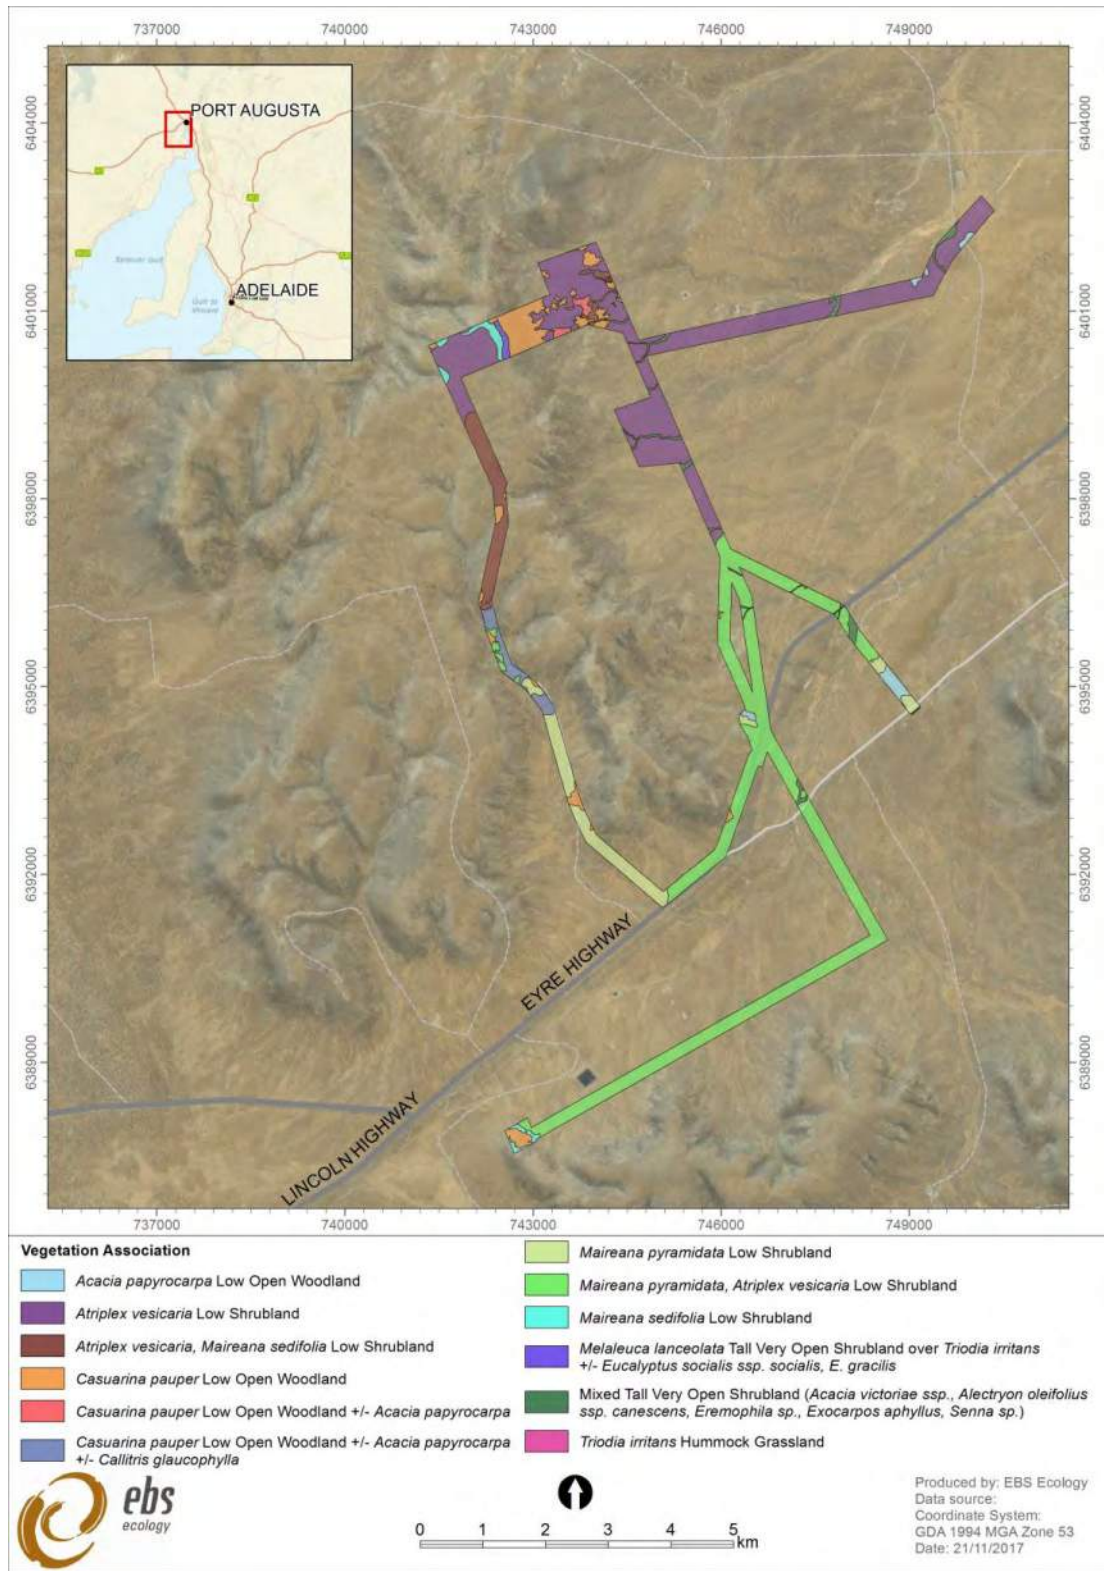 737000 740000 743000 746000 749000
6404000 6404000
6401000 6401000
6398000 6398000
6395000 6395000
6392000 6392000
6389000 6389000
PORT AUGUSTA
ADELAIDE
EYRE HIGHWAY
LINCOLN HIGHWAY
737000 740000 743000 746000 749000
Vegetation Association
Acacia papyrocarpa Low Open Woodland
Atriplex vesicaria Low Shrubland
Atriplex vesicaria, Maireana sedifolia Low Shrubland
Casuarina pauper Low Open Woodland
Casuarina pauper Low Open Woodland +/- Acacia papyrocarpa
Casuarina pauper Low Open Woodland +/- Acacia papyrocarpa
+/- Callitris glaucophylla
Maireana pyramidata Low Shrubland
Maireana pyramidata, Atriplex vesicaria Low Shrubland
Maireana sedifolia Low Shrubland
Melaleuca lanceolata Tall Very Open Shrubland over Triodia irritans
+/- Eucalyptus socialis ssp. socialis, E. gracilis
Mixed Tall Very Open Shrubland (Acacia victoriae ssp., Alectryon oleifolius
ssp. canescens, Eremophila sp., Exocarpos aphyllus, Senna sp.)
Triodia irritans Hummock Grassland
ebs
ecology
0 1 2 3 4 5
km
Produced by: EBS Ecology
Data source:
Coordinate System:
GDA 1994 MGA Zone 53
Date: 21/11/2017